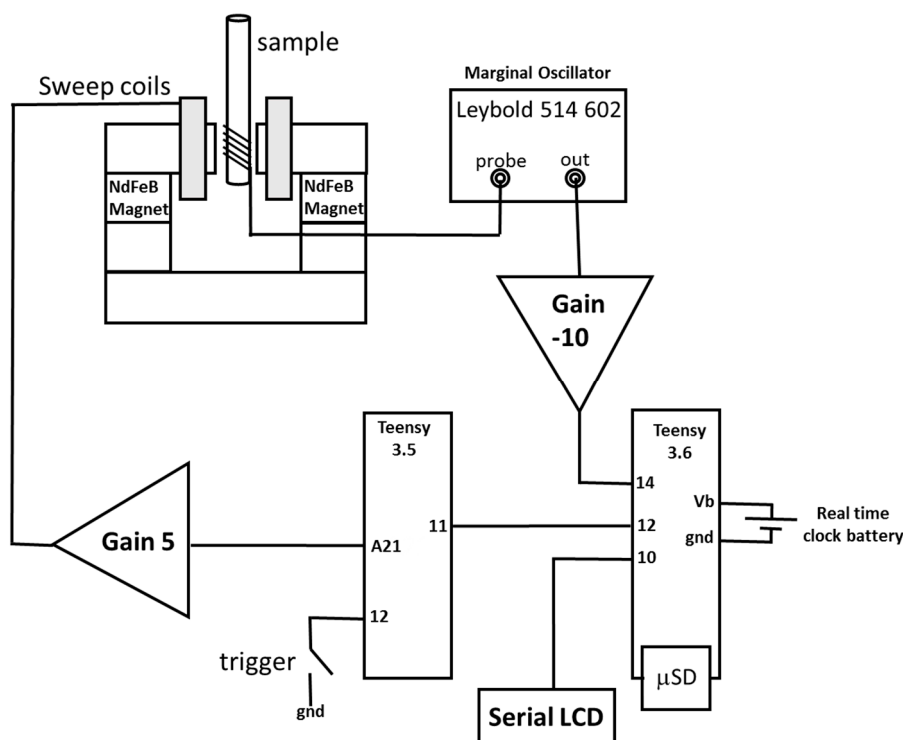 sample
Sweep coils
Marginal Oscillator
Leybold 514 602
probe
out
NdFeB
Magnet
NdFeB
Magnet
Gain
-10
Teensy
3.5
Teensy
3.6
14
Vb
11
12
gnd
Real time
clock battery
Gain 5
A21
10
12
trigger
gnd
μSD
Serial LCD